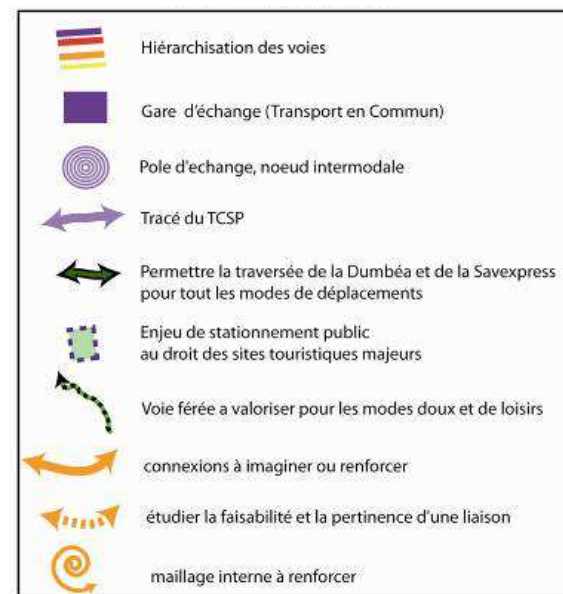 Hiérarchisation des voies
Gare d'échange (Transport en Commun)
Pole d'echange, noeud intermodale
Tracé du TCSP
Permettre la traversée de la Dumbéa et de la Savexpress
pour tout les modes de déplacements
Enjeu de stationnement public
au droit des sites touristiques majeurs
Voie férée a valoriser pour les modes doux et de loisirs
connexions à imaginer ou renforcer
étudier la faisabilité et la pertinence d'une liaison
maillage interne à renforcer